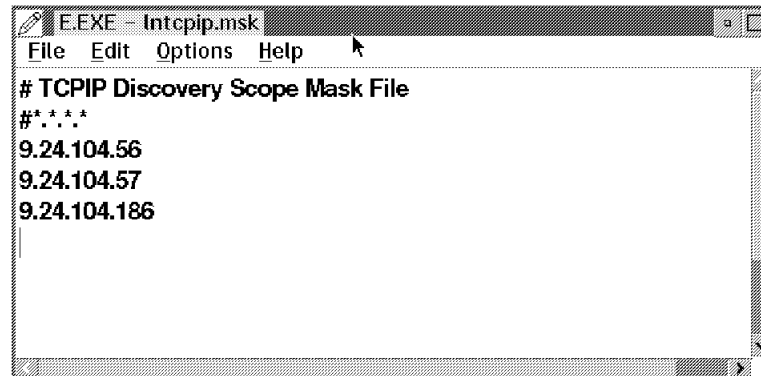 E.EXE - lntcpip.msk
File Edit Options Help
# TCPIP Discovery Scope Mask File
#*.*.*.*
9.24.104.56
9.24.104.57
9.24.104.186